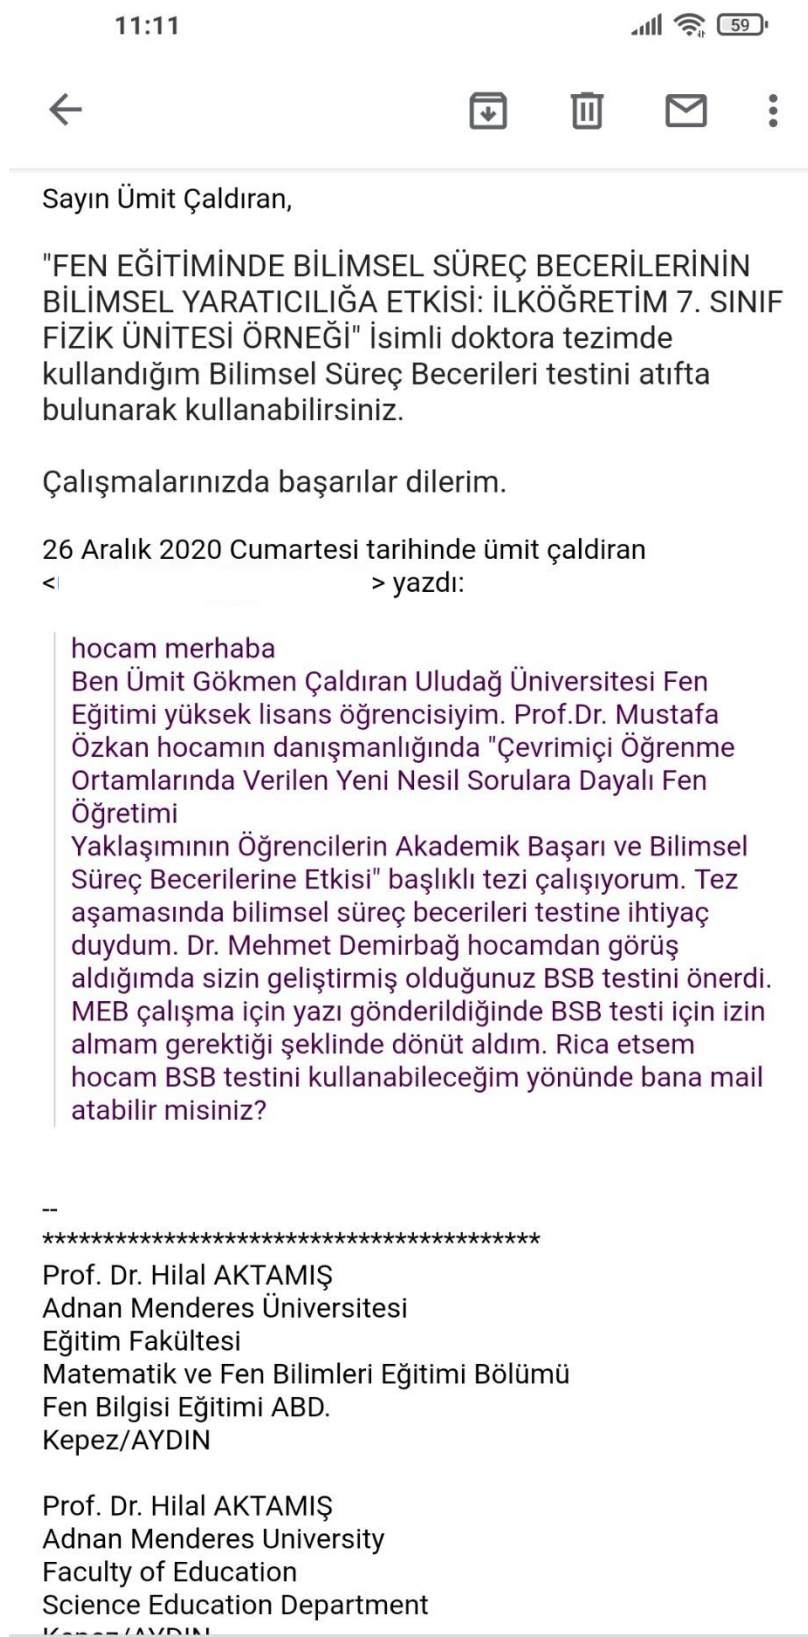 11:11
59
Sayın Ümit Çaldıran,
"FEN EĞİTİMİNDE BİLİMSEL SÜREÇ BECERİLERİNİN
BİLİMSEL YARATICILIĞA ETKİSİ: İLKÖĞRETİM 7. SINIF
FİZİK ÜNİTESİ ÖRNEĞİ" İsimli doktora tezimde
kullandığım Bilimsel Süreç Becerileri testini atıfta
bulunarak kullanabilirsiniz.
Çalışmalarınızda başarılar dilerim.
26 Aralık 2020 Cumartesi tarihinde ümit çaldiran
< > yazdı:
hocam merhaba
Ben Ümit Gökmen Çaldıran Uludağ Üniversitesi Fen
Eğitimi yüksek lisans öğrencisiyim. Prof.Dr. Mustafa
Özkan hocamın danışmanlığında "Çevrimiçi Öğrenme
Ortamlarında Verilen Yeni Nesil Sorulara Dayalı Fen
Öğretimi
Yaklaşımının Öğrencilerin Akademik Başarı ve Bilimsel
Süreç Becerilerine Etkisi" başlıklı tezi çalışıyorum. Tez
aşamasında bilimsel süreç becerileri testine ihtiyaç
duydum. Dr. Mehmet Demirbağ hocamdan görüş
aldığımda sizin geliştirmiş olduğunuz BSB testini önerdi.
MEB çalışma için yazı gönderildiğinde BSB testi için izin
almam gerektiği şeklinde dönüt aldım. Rica etsem
hocam BSB testini kullanabileceğim yönünde bana mail
atabilir misiniz?
--
*****************************************
Prof. Dr. Hilal AKTAMIŞ
Adnan Menderes Üniversitesi
Eğitim Fakültesi
Matematik ve Fen Bilimleri Eğitimi Bölümü
Fen Bilgisi Eğitimi ABD.
Kepez/AYDIN
Prof. Dr. Hilal AKTAMIŞ
Adnan Menderes University
Faculty of Education
Science Education Department
Kepez/AYDIN